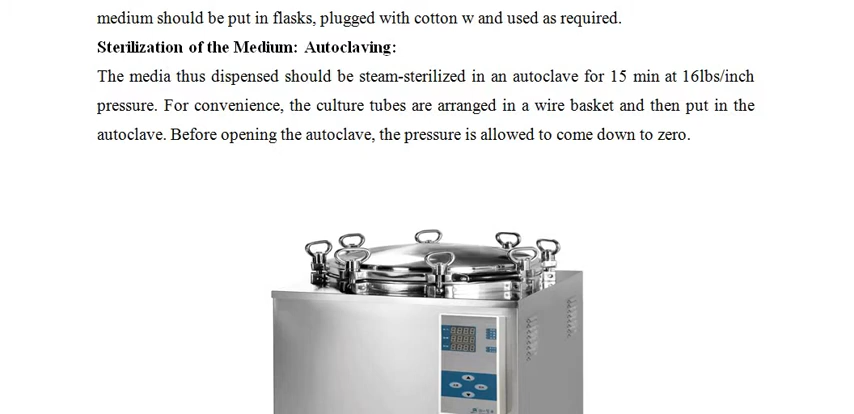 medium should be put in flasks, plugged with cotton w and used as required.
Sterilization of the Medium: Autoclaving:
The media thus dispensed should be steam-sterilized in an autoclave for 15 min at 16lbs/inch
pressure. For convenience, the culture tubes are arranged in a wire basket and then put in the
autoclave. Before opening the autoclave, the pressure is allowed to come down to zero.